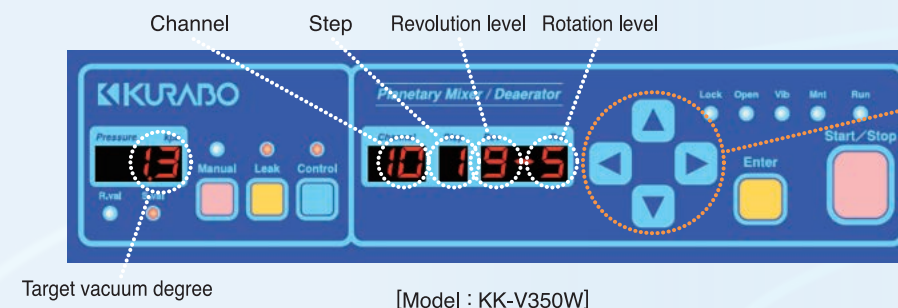 Channel Step Revolution level Rotation level
KURABO
Planetary Mixer / Deaerator
Lock Open Vib Mnt Run
Pressure kPa
1.3
Manual Leak Control
R.val
10 1 9-5
Enter
Start/Stop
Target vacuum degree
[Model : KK-V350W]